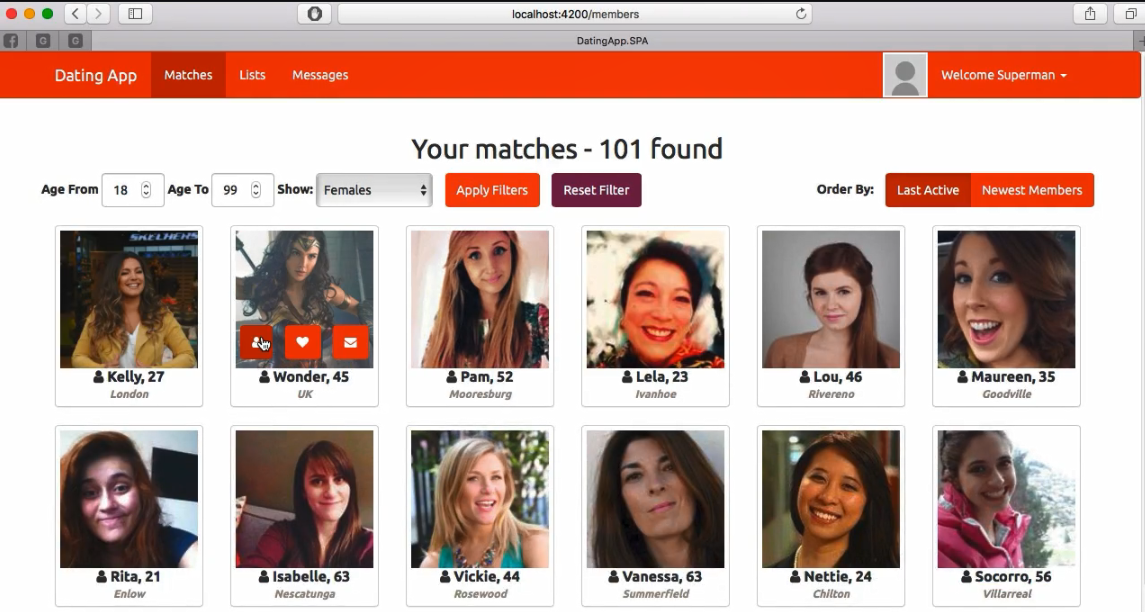 localhost:4200/members
G
G
DatingApp.SPA
Dating App Matches Lists Messages Welcome Superman
Your matches - 101 found
Age From 18 Age To 99 Show: Females Apply Filters Reset Filter Order By: Last Active Newest Members
SKECHERS
Kelly, 27
London
Wonder, 45
UK
Pam, 52
Mooresburg
Lela, 23
Ivanhoe
Lou, 46
Rivereno
Maureen, 35
Goodville
Rita, 21
Enlow
Isabelle, 63
Nescatunga
Vickie, 44
Rosewood
Vanessa, 63
Summerfield
Nettie, 24
Chilton
Socorro, 56
Villarreal